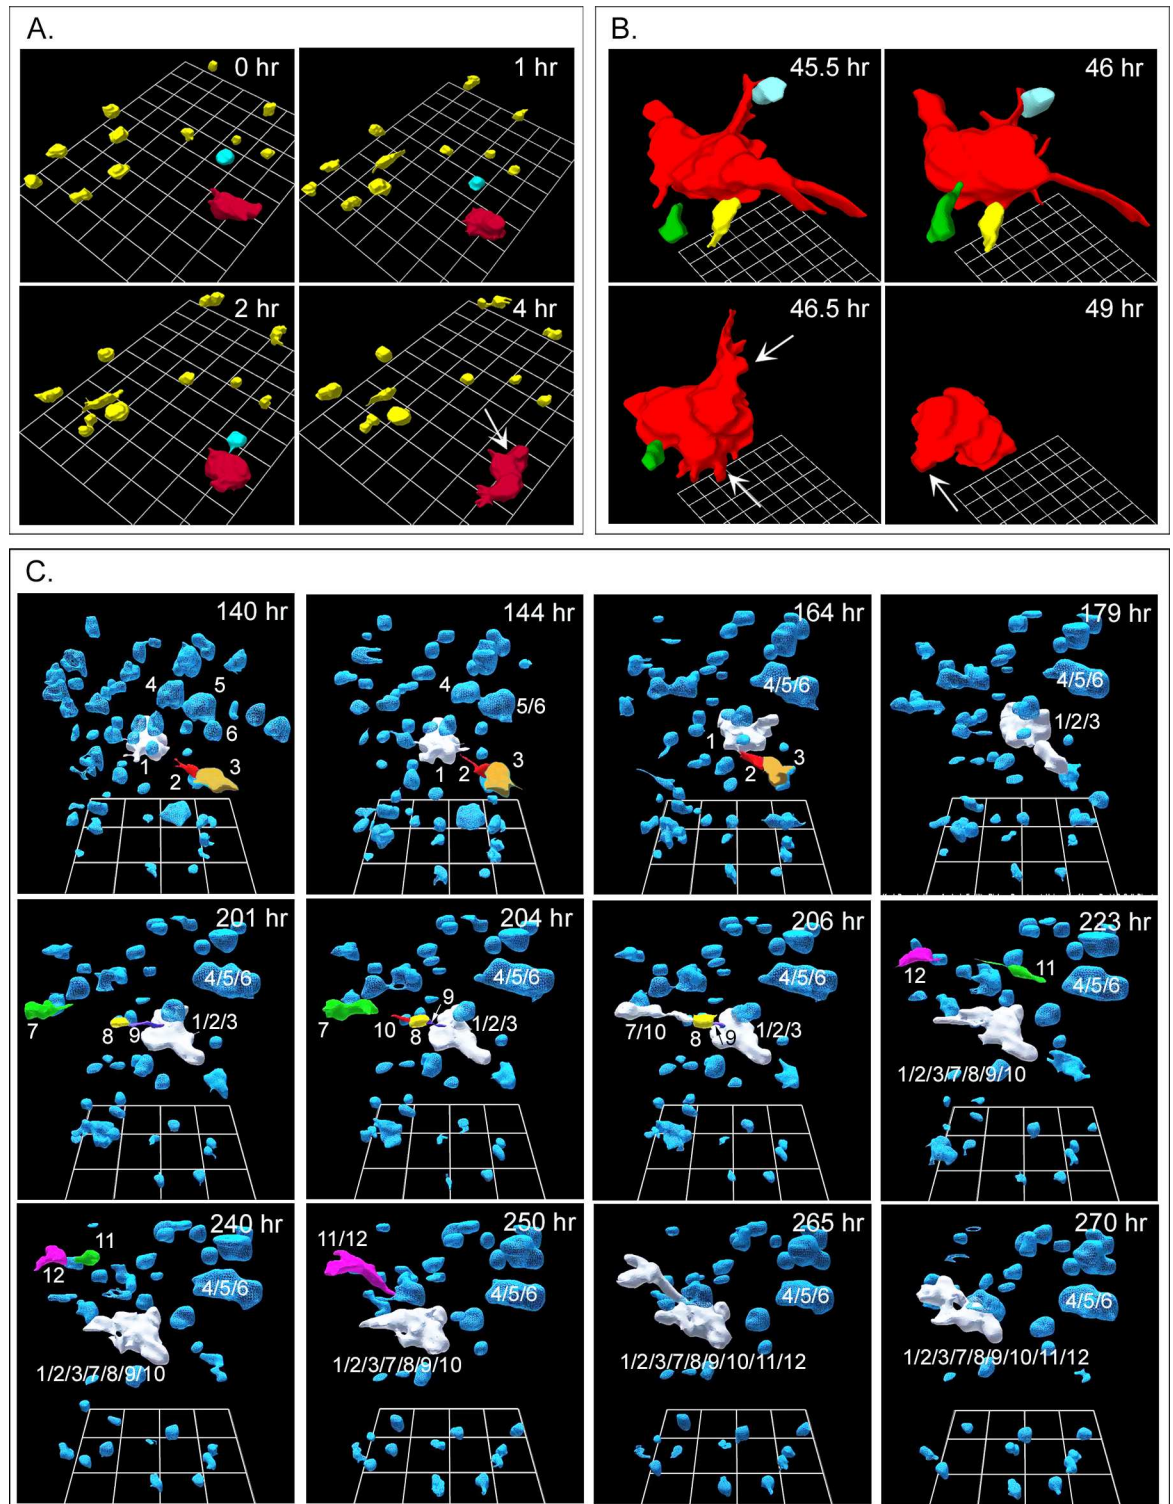 A.
B.
0 hr
1 hr
45.5 hr
46 hr
2 hr
4 hr
46.5 hr
49 hr
C.
140 hr
4
5
6
1
2
3
144 hr
4
5/6
1
2
3
164 hr
4/5/6
1
2
3
179 hr
4/5/6
1/2/3
201 hr
4/5/6
7
8
9
1/2/3
204 hr
4/5/6
7
9
10
8
1/2/3
206 hr
4/5/6
7/10
8
9
1/2/3
223 hr
12
11
4/5/6
1/2/3/7/8/9/10
240 hr
11
12
4/5/6
1/2/3/7/8/9/10
250 hr
11/12
4/5/6
1/2/3/7/8/9/10
265 hr
4/5/6
1/2/3/7/8/9/10/11/12
270 hr
4/5/6
1/2/3/7/8/9/10/11/12